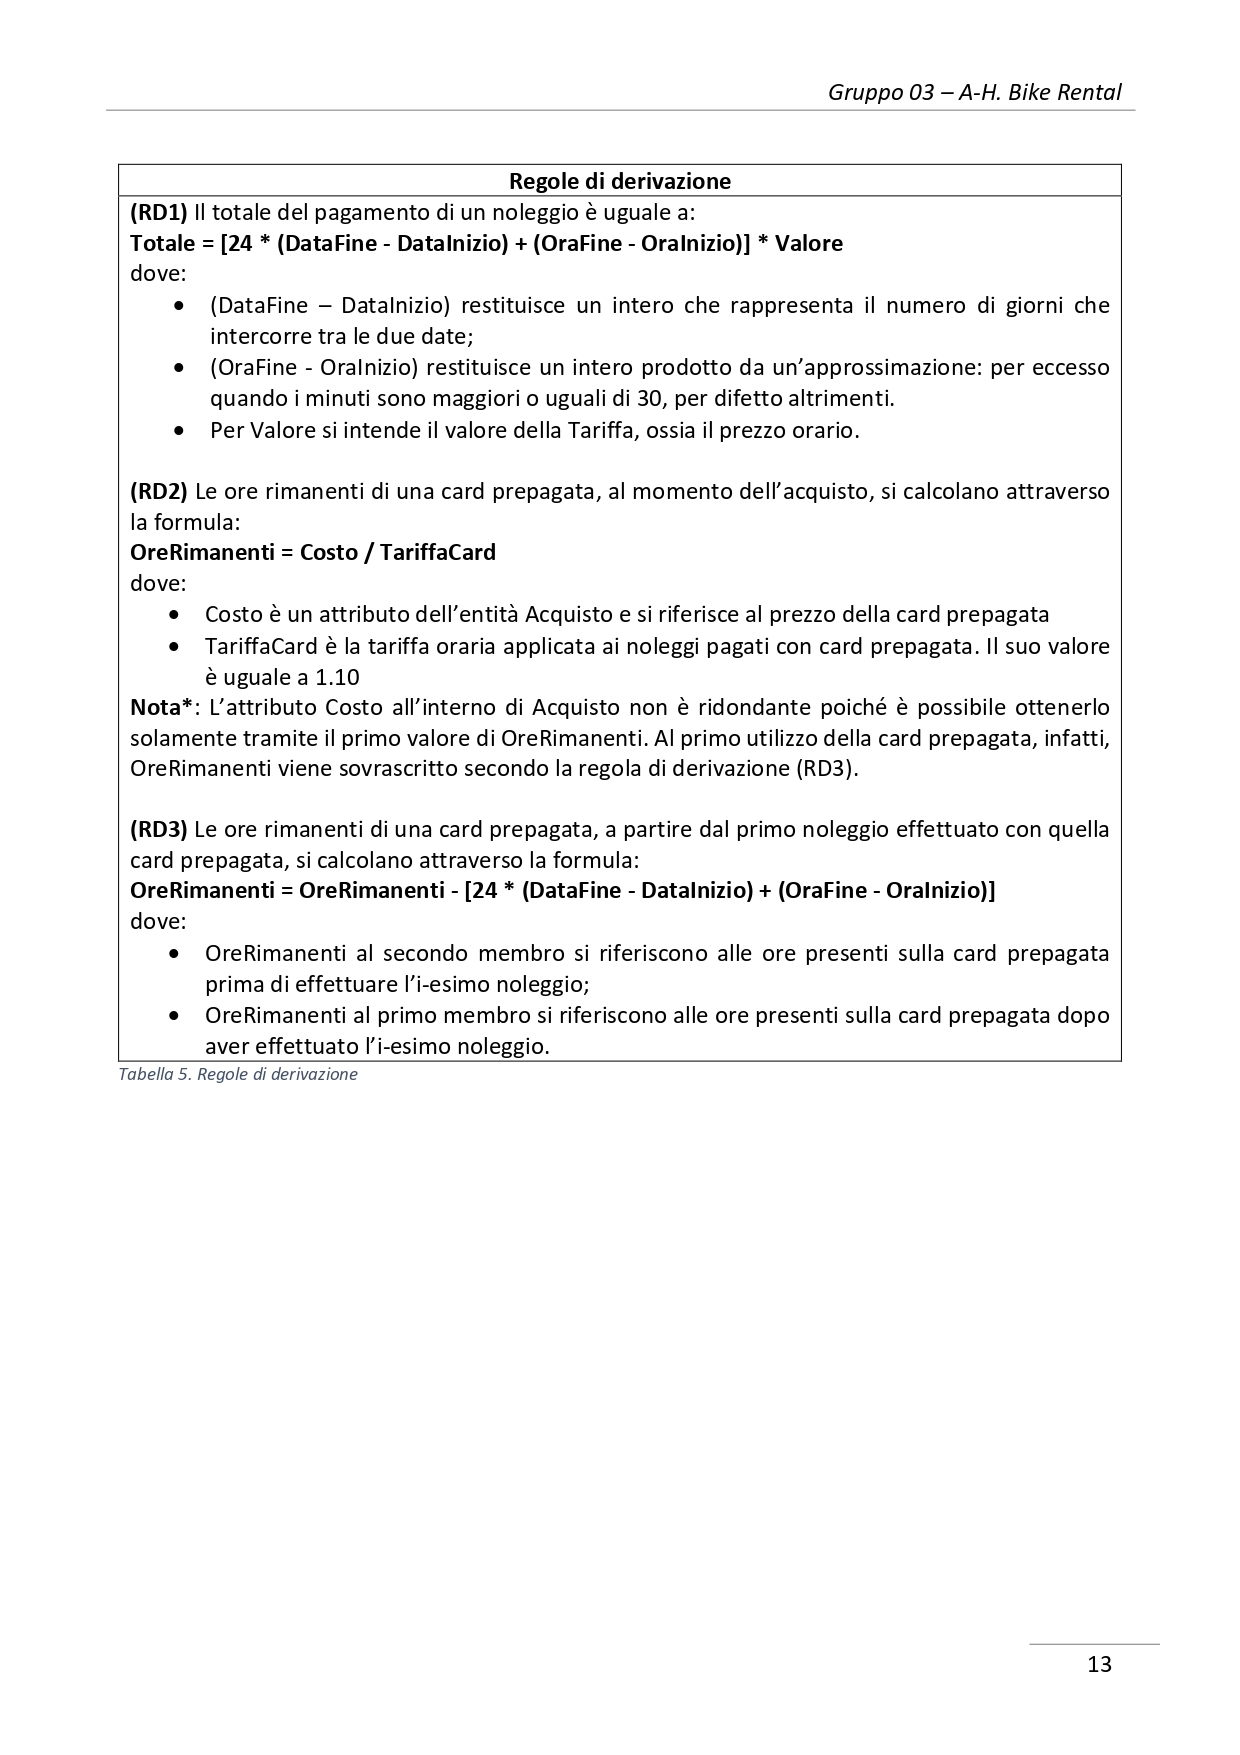 Gruppo 03 – A-H. Bike Rental
Regole di derivazione
(RD1) Il totale del pagamento di un noleggio è uguale a:
Totale = [24 * (DataFine - DataInizio) + (OraFine - OraInizio)] * Valore
dove:
• (DataFine – DataInizio) restituisce un intero che rappresenta il numero di giorni che
intercorre tra le due date;
• (OraFine - OraInizio) restituisce un intero prodotto da un’approssimazione: per eccesso
quando i minuti sono maggiori o uguali di 30, per difetto altrimenti.
• Per Valore si intende il valore della Tariffa, ossia il prezzo orario.
(RD2) Le ore rimanenti di una card prepagata, al momento dell’acquisto, si calcolano attraverso
la formula:
OreRimanenti = Costo / TariffaCard
dove:
• Costo è un attributo dell’entità Acquisto e si riferisce al prezzo della card prepagata
• TariffaCard è la tariffa oraria applicata ai noleggi pagati con card prepagata. Il suo valore
è uguale a 1.10
Nota*: L’attributo Costo all’interno di Acquisto non è ridondante poiché è possibile ottenerlo
solamente tramite il primo valore di OreRimanenti. Al primo utilizzo della card prepagata, infatti,
OreRimanenti viene sovrascritto secondo la regola di derivazione (RD3).
(RD3) Le ore rimanenti di una card prepagata, a partire dal primo noleggio effettuato con quella
card prepagata, si calcolano attraverso la formula:
OreRimanenti = OreRimanenti - [24 * (DataFine - DataInizio) + (OraFine - OraInizio)]
dove:
• OreRimanenti al secondo membro si riferiscono alle ore presenti sulla card prepagata
prima di effettuare l’i-esimo noleggio;
• OreRimanenti al primo membro si riferiscono alle ore presenti sulla card prepagata dopo
aver effettuato l’i-esimo noleggio.
Tabella 5. Regole di derivazione
13